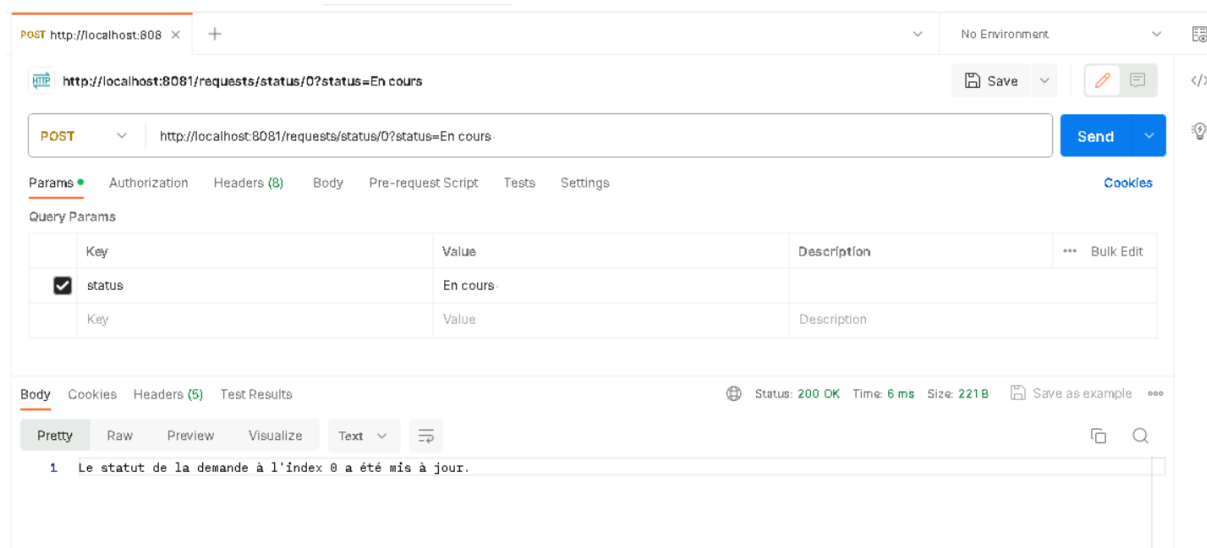 POST http://localhost:808
No Environment
HTTP http://localhost:8081/requests/status/0?status=En cours
Save
POST http://localhost:8081/requests/status/0?status=En cours
Send
Params Authorization Headers (8) Body Pre-request Script Tests Settings Cookies
Query Params
Key Value Description Bulk Edit
status En cours
Key Value Description
Body Cookies Headers (5) Test Results Status: 200 OK Time: 6 ms Size: 221 B Save as example
Pretty Raw Preview Visualize Text
1 Le statut de la demande à l'index 0 a été mis à jour.